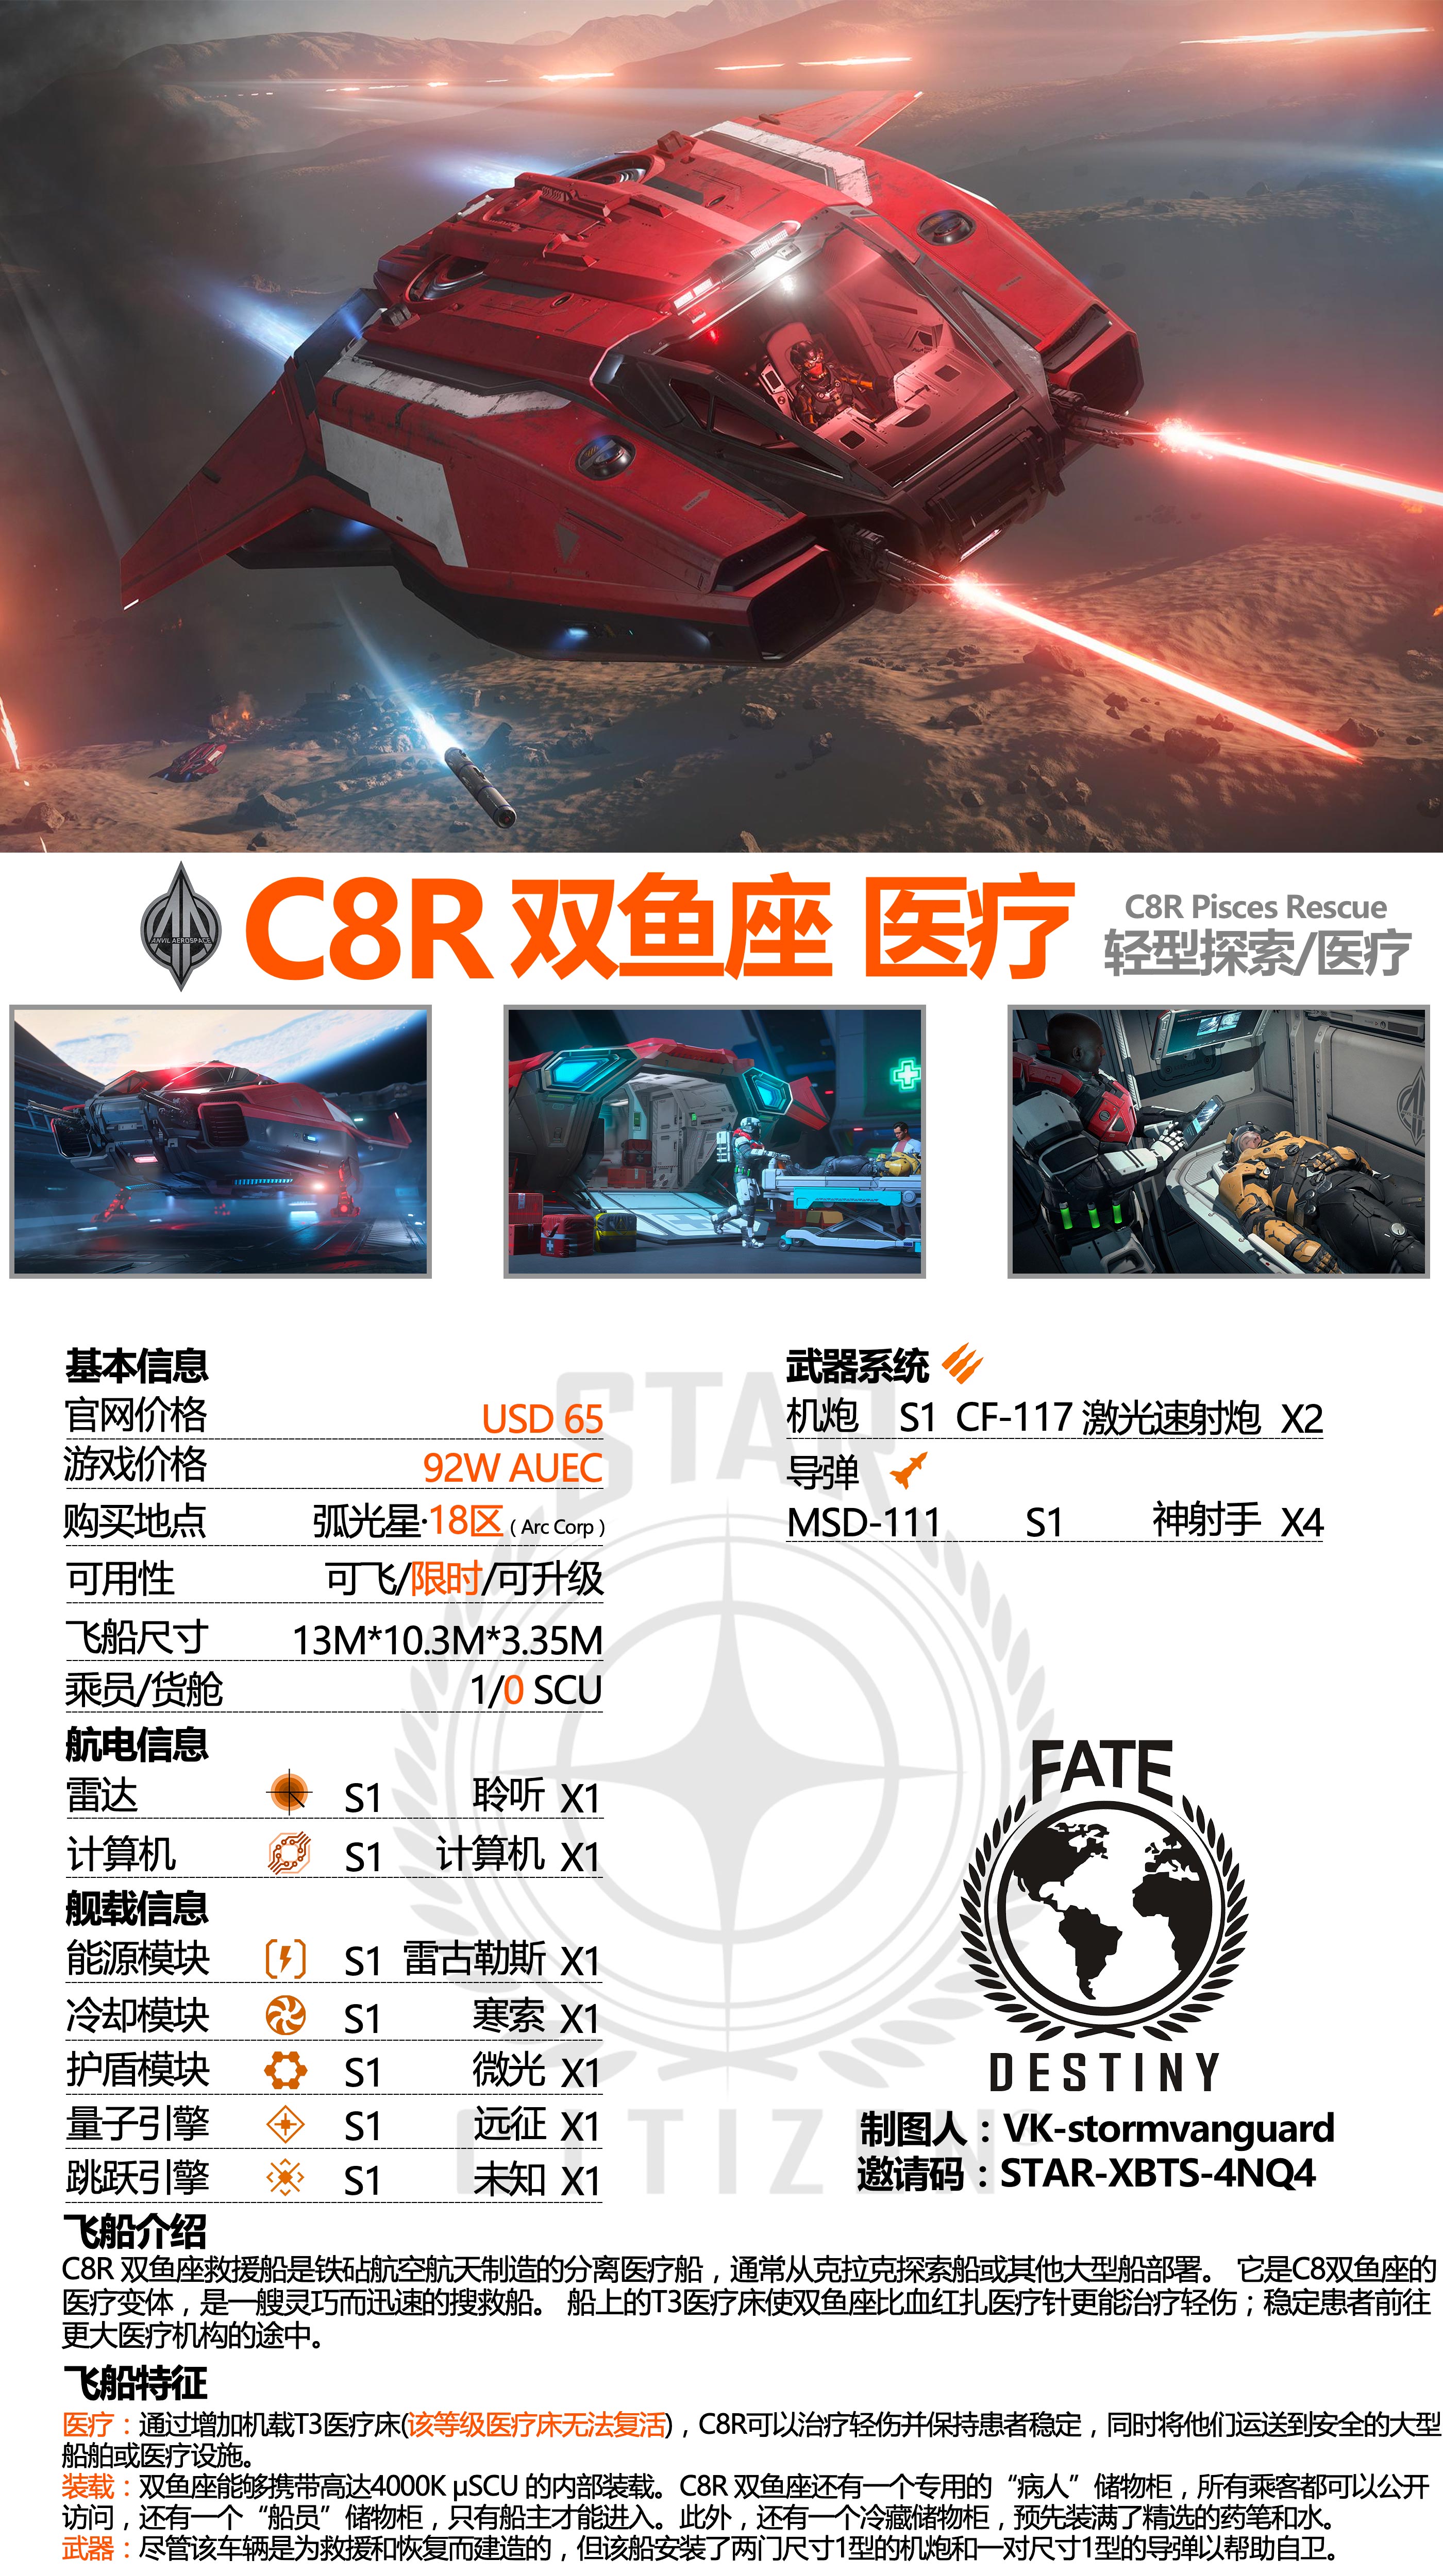 ANVIL AEROSPACE
C8R 双鱼座 医疗
C8R Pisces Rescue
轻型探索/医疗
基本信息
官网价格 USD 65
游戏价格 92W AUEC
购买地点 弧光星·18区 ( Arc Corp )
可用性 可飞/限时/可升级
飞船尺寸 13M*10.3M*3.35M
乘员/货舱 1/0 SCU
航电信息
雷达 S1 聆听 X1
计算机 S1 计算机 X1
舰载信息
能源模块 S1 雷古勒斯 X1
冷却模块 S1 寒索 X1
护盾模块 S1 微光 X1
量子引擎 S1 远征 X1
跳跃引擎 S1 未知 X1
武器系统
机炮 S1 CF-117 激光速射炮 X2
导弹
MSD-111 S1 神射手 X4
STAR
CITIZEN
FATE
DESTINY
制图人：VK-stormvanguard
邀请码：STAR-XBTS-4NQ4
飞船介绍
C8R 双鱼座救援船是铁砧航空航天制造的分离医疗船，通常从克拉克探索船或其他大型船部署。 它是C8双鱼座的
医疗变体，是一艘灵巧而迅速的搜救船。 船上的T3医疗床使双鱼座比血红扎医疗针更能治疗轻伤；稳定患者前往
更大医疗机构的途中。
飞船特征
医疗：通过增加机载T3医疗床(该等级医疗床无法复活)，C8R可以治疗轻伤并保持患者稳定，同时将他们运送到安全的大型
船舶或医疗设施。
装载：双鱼座能够携带高达4000K μSCU 的内部装载。C8R 双鱼座还有一个专用的“病人”储物柜，所有乘客都可以公开
访问，还有一个“船员”储物柜，只有船主才能进入。此外，还有一个冷藏储物柜，预先装满了精选的药笔和水。
武器：尽管该车辆是为救援和恢复而建造的，但该船安装了两门尺寸1型的机炮和一对尺寸1型的导弹以帮助自卫。